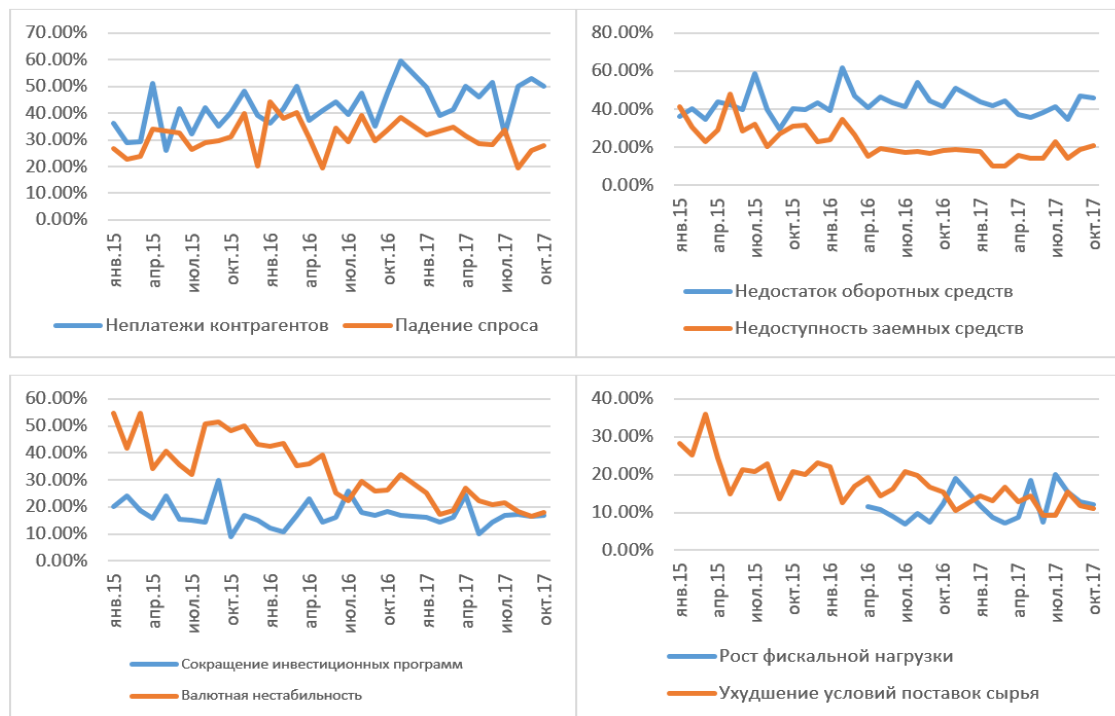 70.00%
60.00%
50.00%
40.00%
30.00%
20.00%
10.00%
0.00%
янв.15
апр.15
июл.15
окт.15
янв.16
апр.16
июл.16
окт.16
янв.17
апр.17
июл.17
окт.17
Неплатежи контрагентов Падение спроса
80.00%
60.00%
40.00%
20.00%
0.00%
янв.15
апр.15
июл.15
окт.15
янв.16
апр.16
июл.16
окт.16
янв.17
апр.17
июл.17
окт.17
Недостаток оборотных средств
Недоступность заемных средств
60.00%
50.00%
40.00%
30.00%
20.00%
10.00%
0.00%
янв.15
апр.15
июл.15
окт.15
янв.16
апр.16
июл.16
окт.16
янв.17
апр.17
июл.17
окт.17
Сокращение инвестиционных программ
Валютная нестабильность
40.00%
30.00%
20.00%
10.00%
0.00%
янв.15
апр.15
июл.15
окт.15
янв.16
апр.16
июл.16
окт.16
янв.17
апр.17
июл.17
окт.17
Рост фискальной нагрузки
Ухудшение условий поставок сырья